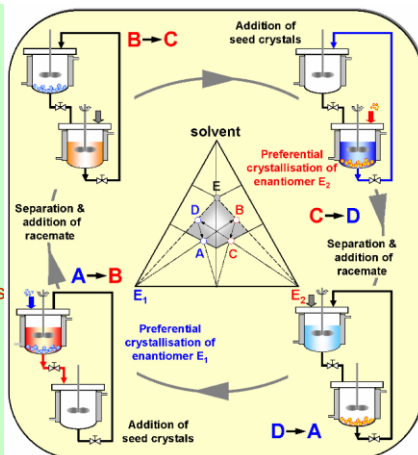 B → C
Addition of
seed crystals
solvent
Preferential
crystallisation of
enantiomer E2
E
D
B
A
C
E1
E2
C → D
Separation &
addition of
racemate
Separation &
addition of
racemate
A → B
s
Preferential
crystallisation of
enantiomer E1
Addition of
seed crystals
D → A